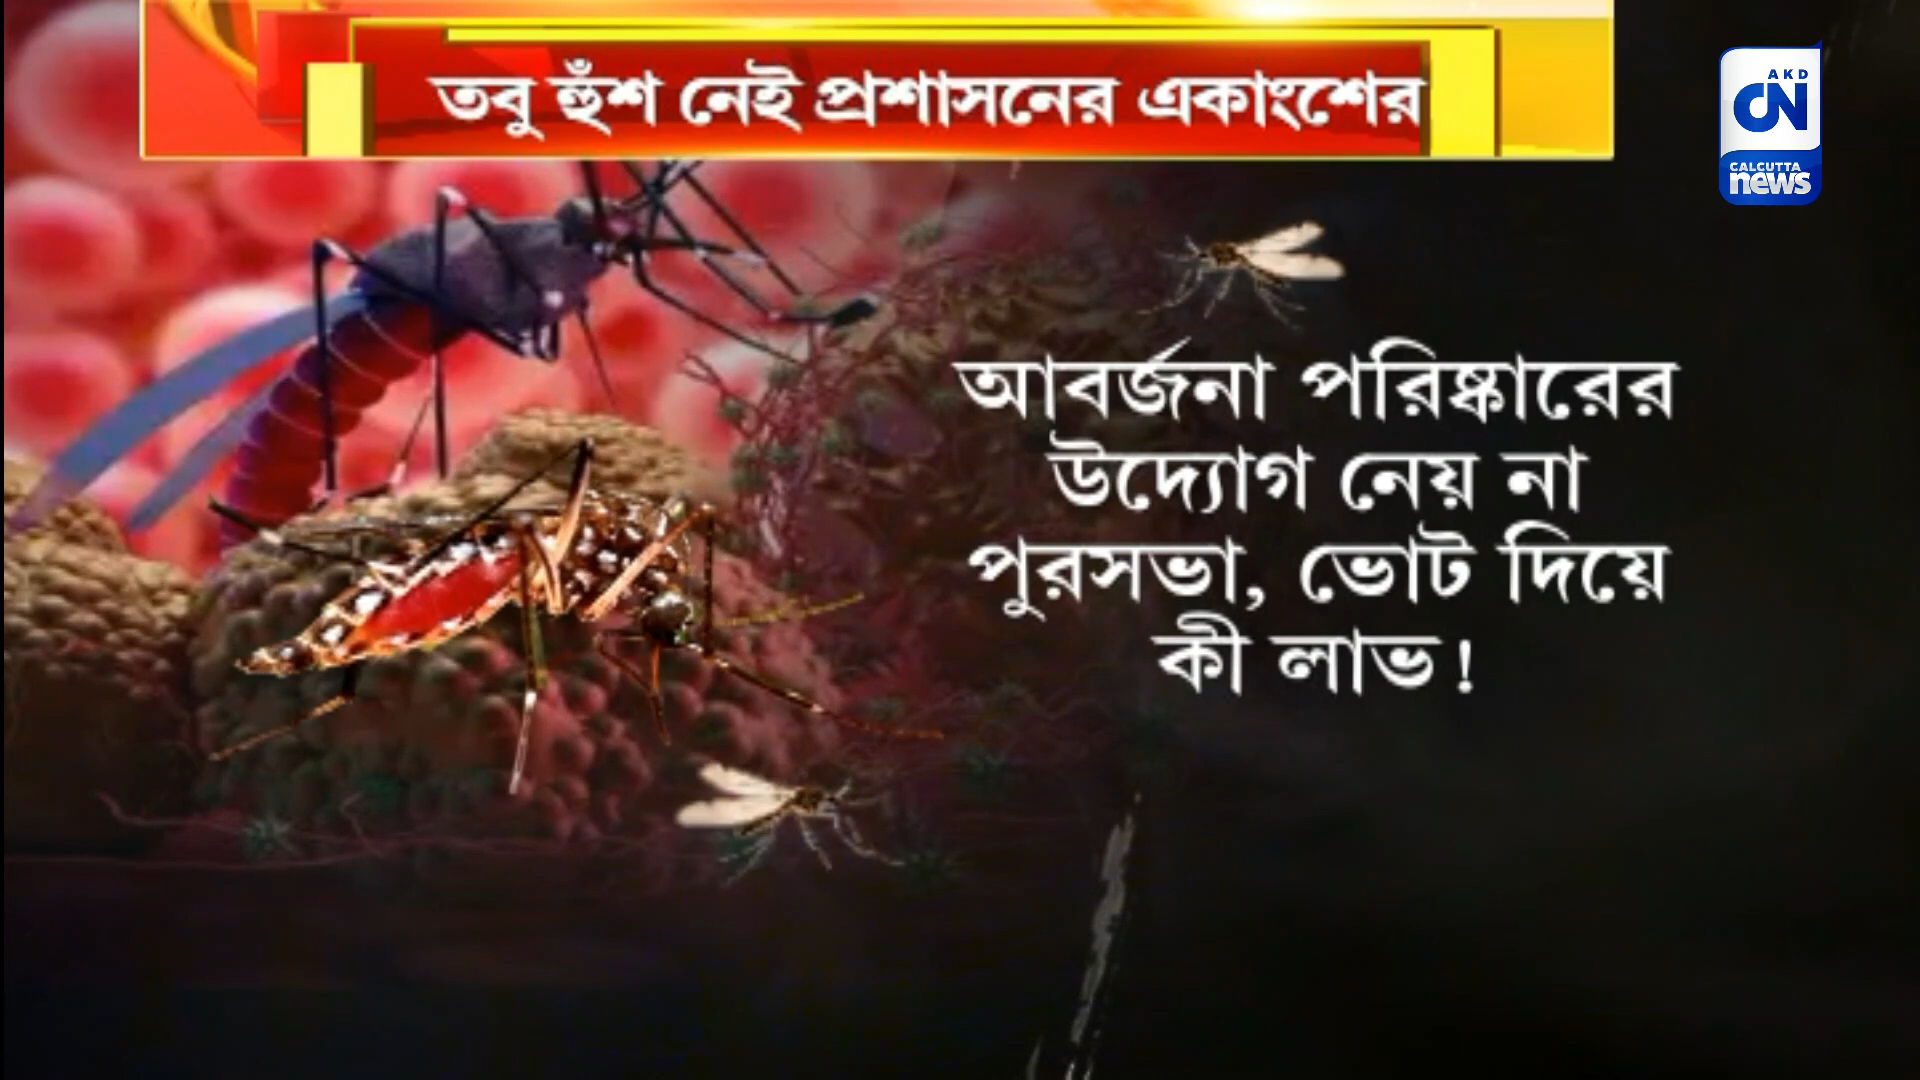 তবু হুঁশ নেই প্রশাসনের একাংশের
AKD
CN
CALCUTTA
news
আবর্জনা পরিষ্কারের
উদ্যোগ নেয় না
পুরসভা, ভোট দিয়ে
কী লাভ!